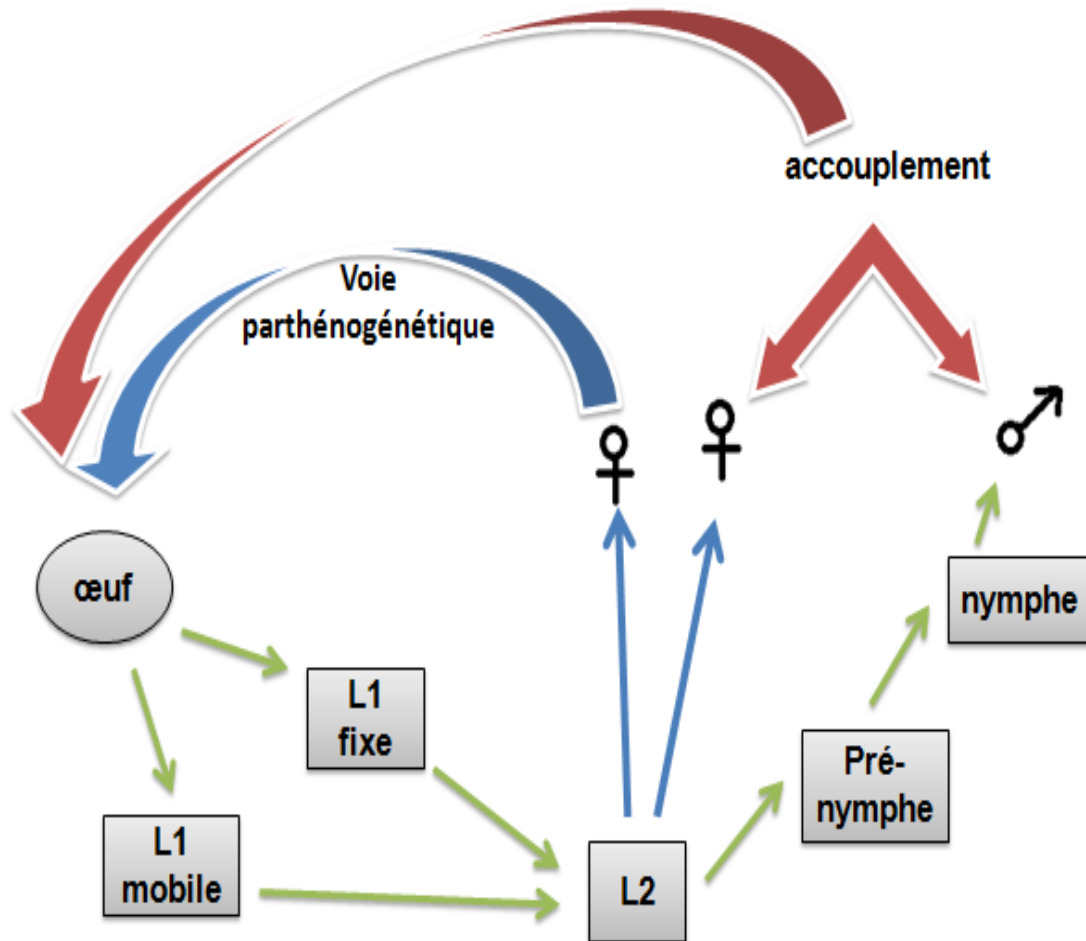 accouplement
Voie
parthénogénétique
œuf
nymphe
L1
fixe
Pré-
nymphe
L1
mobile
L2